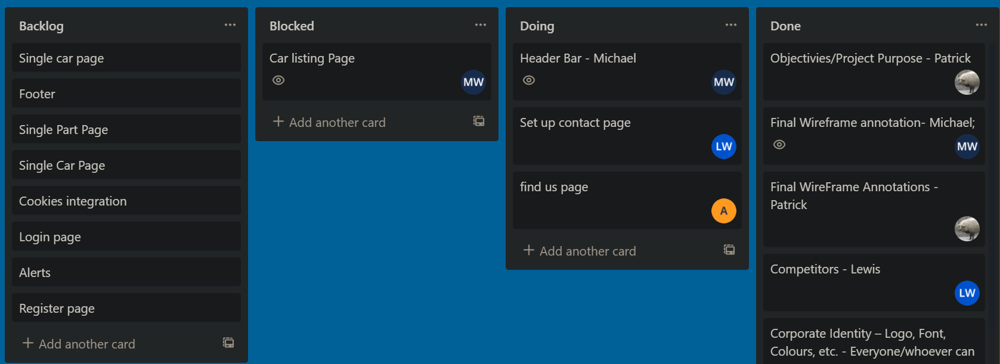 Backlog
Single car page
Footer
Single Part Page
Single Car Page
Cookies integration
Login page
Alerts
Register page
Add another card
Blocked
Car listing Page
MW
Add another card
Doing
Header Bar - Michael
MW
Set up contact page
LW
find us page
A
Add another card
Done
Objectivies/Project Purpose - Patrick
Final Wireframe annotation- Michael;
MW
Final WireFrame Annotations -
Patrick
Competitors - Lewis
LW
Corporate Identity – Logo, Font,
Colours, etc. - Everyone/whoever can